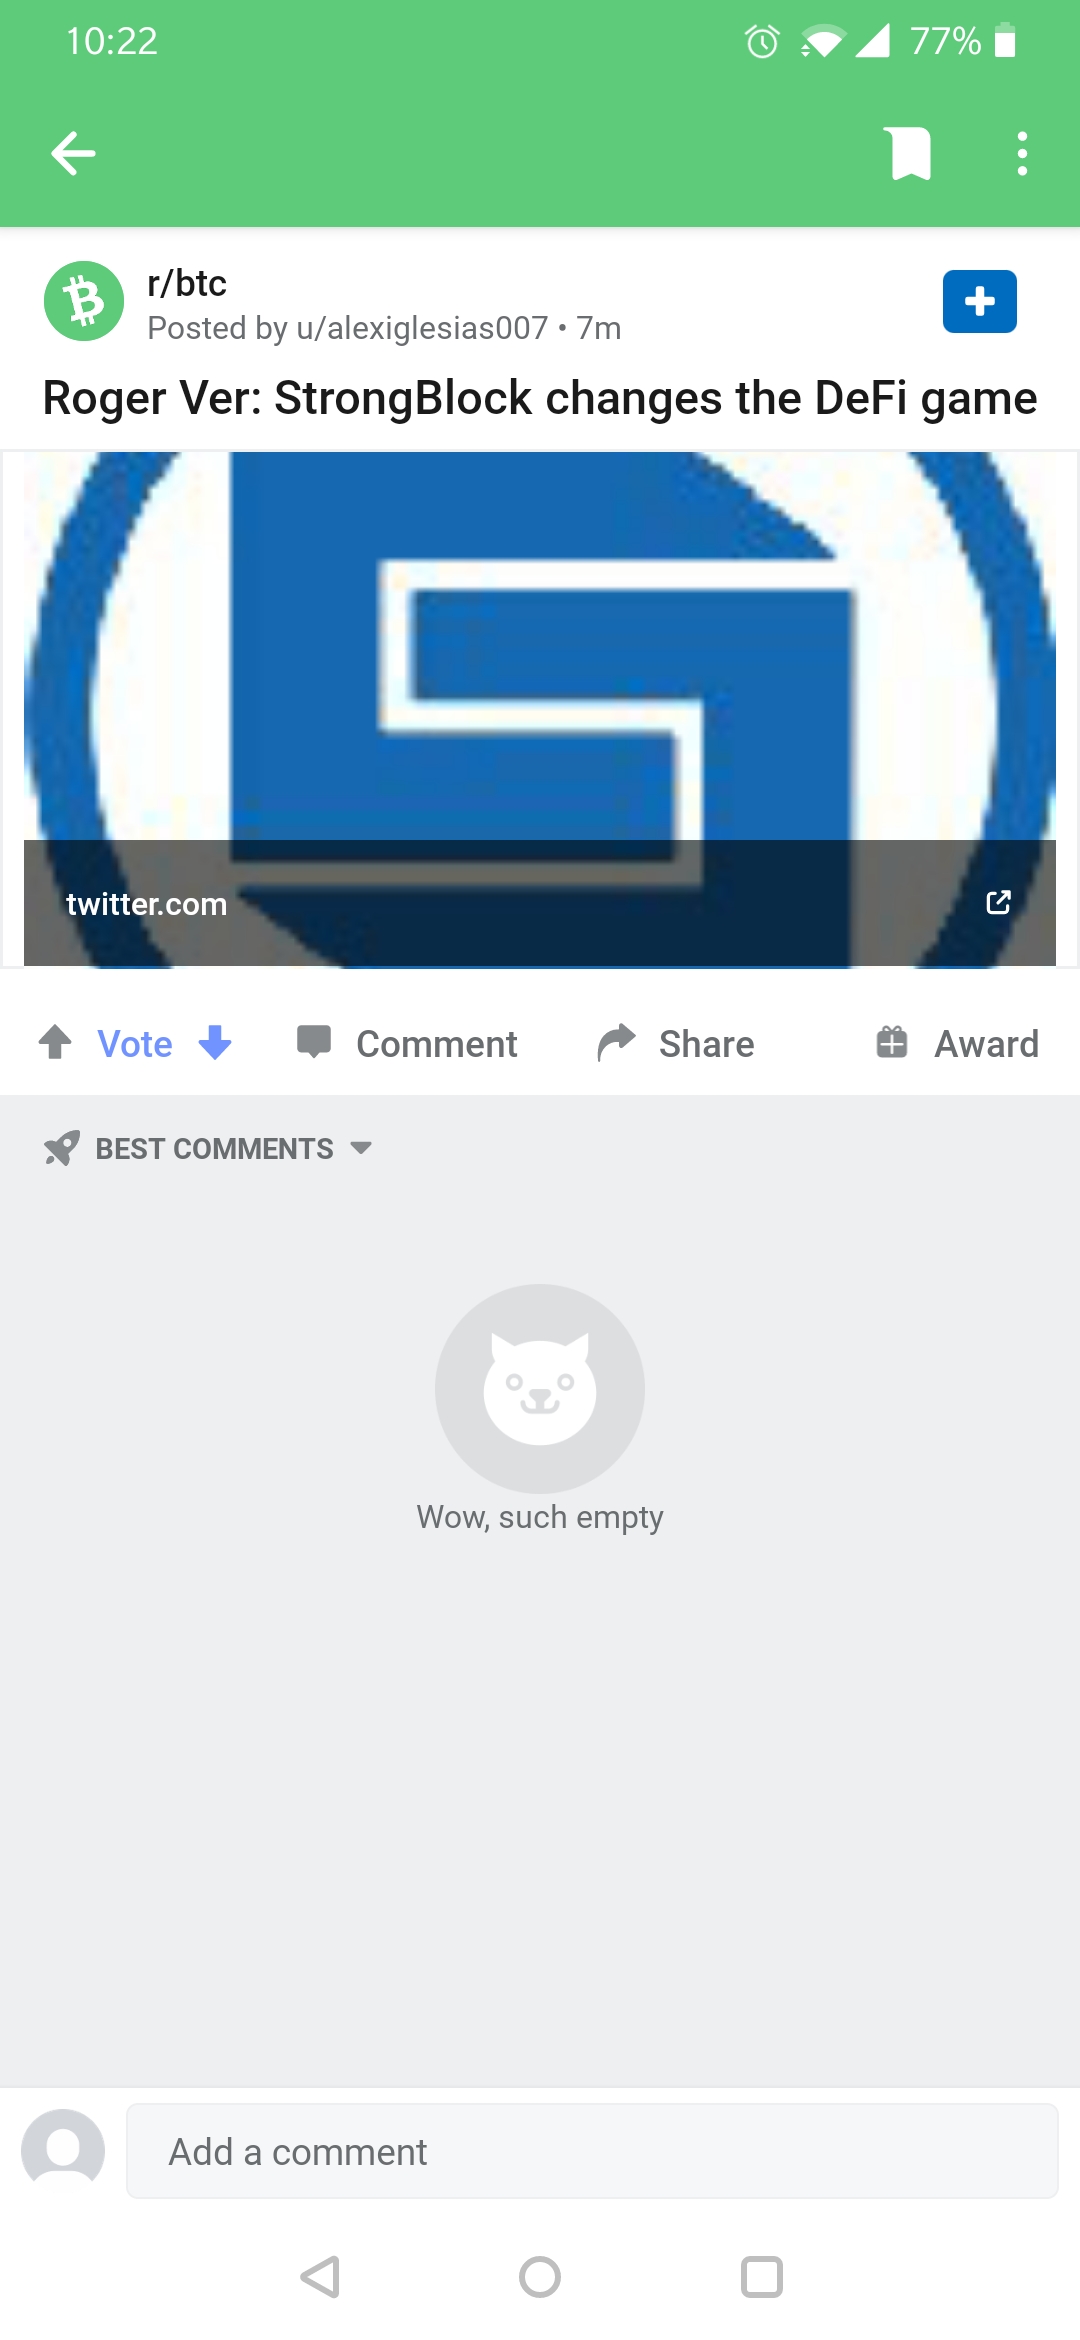 10:22
77%
r/btc
Posted by u/alexiglesias007 • 7m
Roger Ver: StrongBlock changes the DeFi game
twitter.com
Vote
Comment
Share
Award
BEST COMMENTS
Wow, such empty
Add a comment